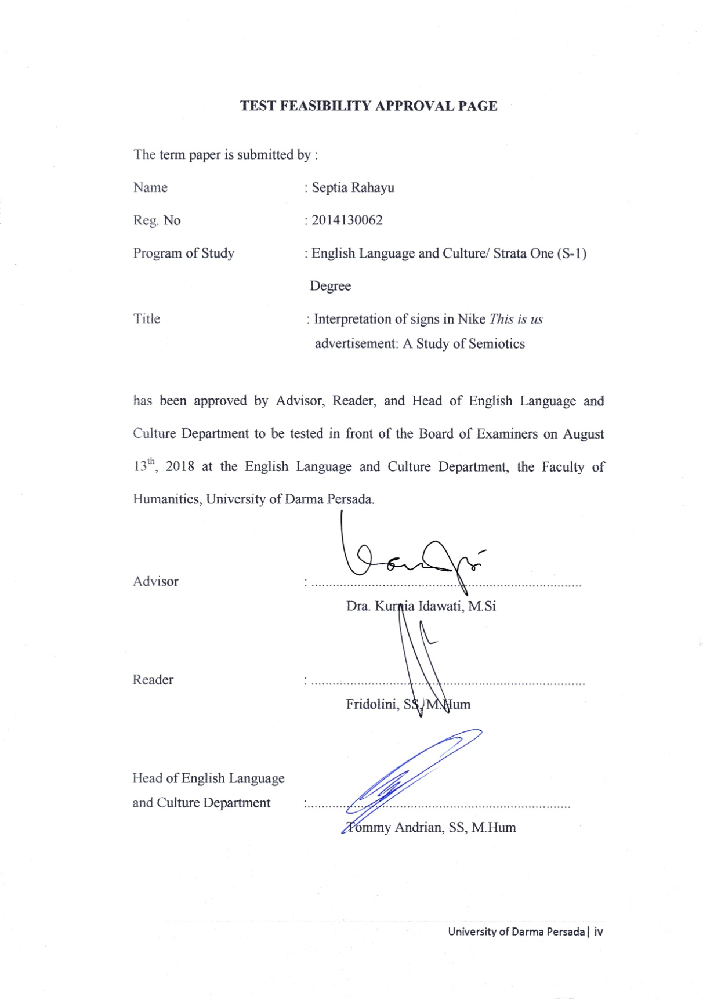 TEST FEASIBILITY APPROVAL PAGE
The term paper is submitted by :
Name : Septia Rahayu
Reg. No : 2014130062
Program of Study : English Language and Culture/ Strata One (S-1)
Degree
Title : Interpretation of signs in Nike This is us
advertisement: A Study of Semiotics
has been approved by Advisor, Reader, and Head of English Language and
Culture Department to be tested in front of the Board of Examiners on August
13th, 2018 at the English Language and Culture Department, the Faculty of
Humanities, University of Darma Persada.
Advisor : ............................................................................
Dra. Kurnia Idawati, M.Si
Reader : .............................................................................
Fridolini, SS, M.Hum
Head of English Language
and Culture Department :...........................................................................
Tommy Andrian, SS, M.Hum
University of Darma Persada| iv